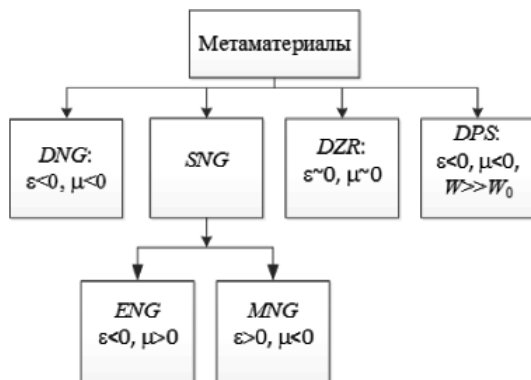 Метаматериалы
DNG:
ε<0, μ<0
SNG
DZR:
ε~0, μ~0
DPS:
ε<0, μ<0,
W>>W₀
ENG
ε<0, μ>0
MNG
ε>0, μ<0